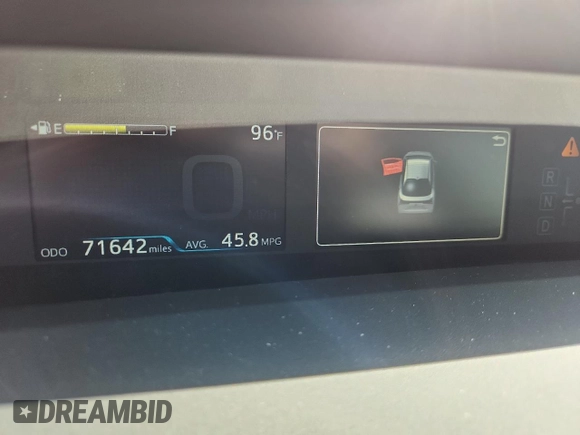 E F 96°F
0
ODO 71642 miles AVG. 45.8 MPG
R
N
D
DREAMBID